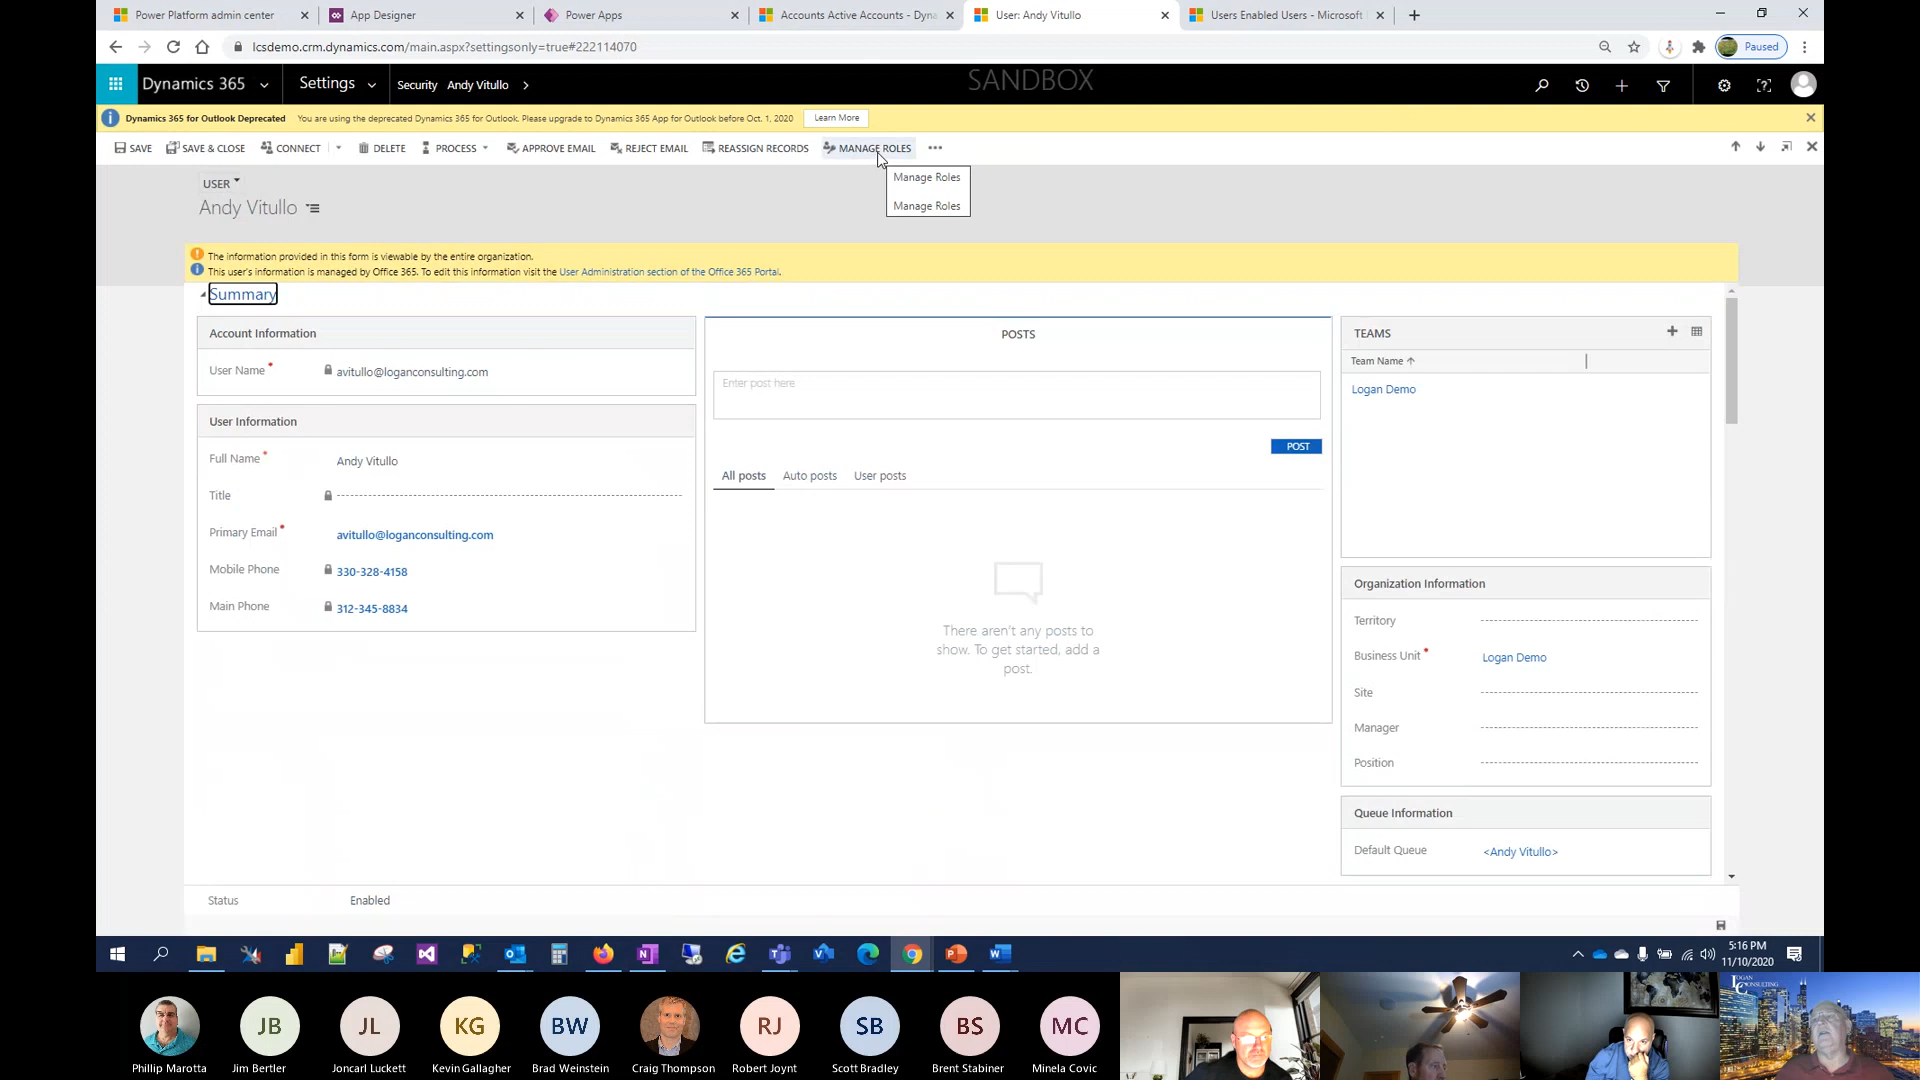 Power Platform admin center
App Designer
Power Apps
Accounts Active Accounts - Dyna
User: Andy Vitullo
Users Enabled Users - Microsoft
lcsdemo.crm.dynamics.com/main.aspx?settingsonly=true#222114070
Paused
Dynamics 365
Settings
Security
Andy Vitullo
SANDBOX
Dynamics 365 for Outlook Deprecated
You are using the deprecated Dynamics 365 for Outlook. Please upgrade to Dynamics 365 App for Outlook before Oct. 1, 2020
Learn More
SAVE
SAVE & CLOSE
CONNECT
DELETE
PROCESS
APPROVE EMAIL
REJECT EMAIL
REASSIGN RECORDS
MANAGE ROLES
Manage Roles
Manage Roles
USER
Andy Vitullo
The information provided in this form is viewable by the entire organization.
This user's information is managed by Office 365. To edit this information visit the User Administration section of the Office 365 Portal.
Summary
Account Information
User Name *
avitullo@loganconsulting.com
User Information
Full Name *
Andy Vitullo
Title
Primary Email *
avitullo@loganconsulting.com
Mobile Phone
330-328-4158
Main Phone
312-345-8834
POSTS
Enter post here
POST
All posts
Auto posts
User posts
There aren't any posts to
show. To get started, add a
post.
TEAMS
Team Name
Logan Demo
Organization Information
Territory
Business Unit *
Logan Demo
Site
Manager
Position
Queue Information
Default Queue
<Andy Vitullo>
Status
Enabled
5:16 PM
11/10/2020
JB
JL
KG
BW
RJ
SB
BS
MC
Phillip Marotta
Jim Bertler
Joncarl Luckett
Kevin Gallagher
Brad Weinstein
Craig Thompson
Robert Joynt
Scott Bradley
Brent Stabiner
Minela Covic
LOGAN
CONSULTING